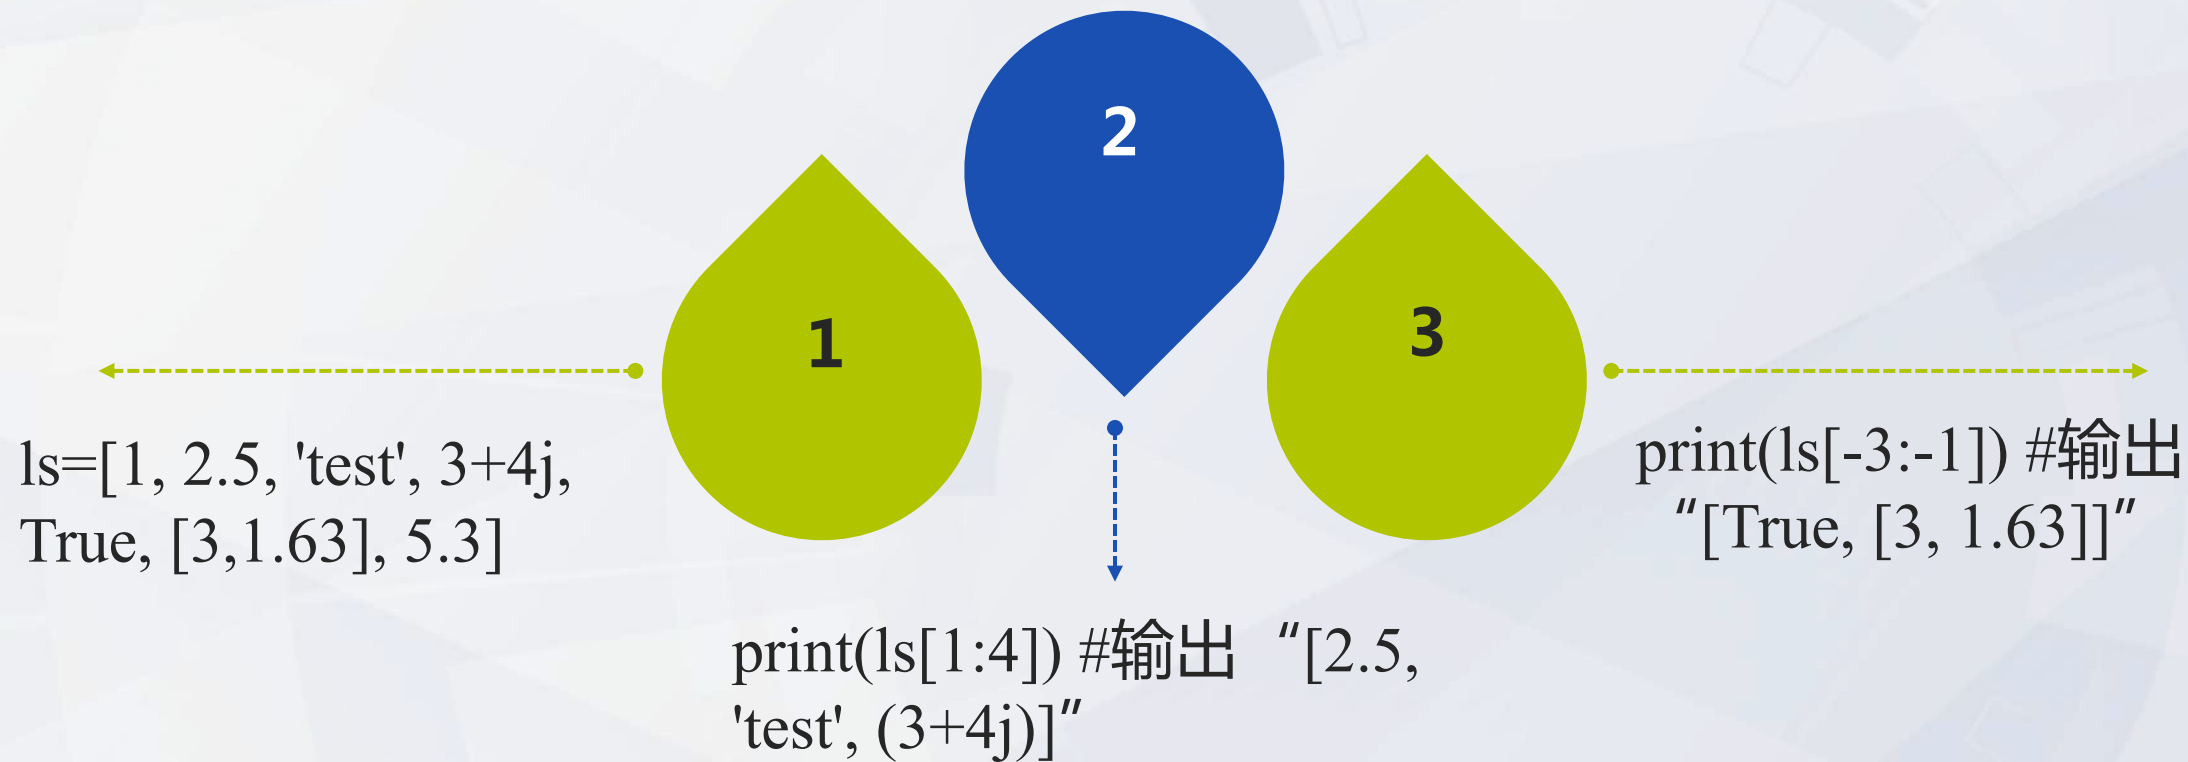 1
ls=[1, 2.5, 'test', 3+4j,
True, [3,1.63], 5.3]
2
print(ls[1:4]) #输出 “[2.5,
'test', (3+4j)]”
3
print(ls[-3:-1]) #输出
“[True, [3, 1.63]]”